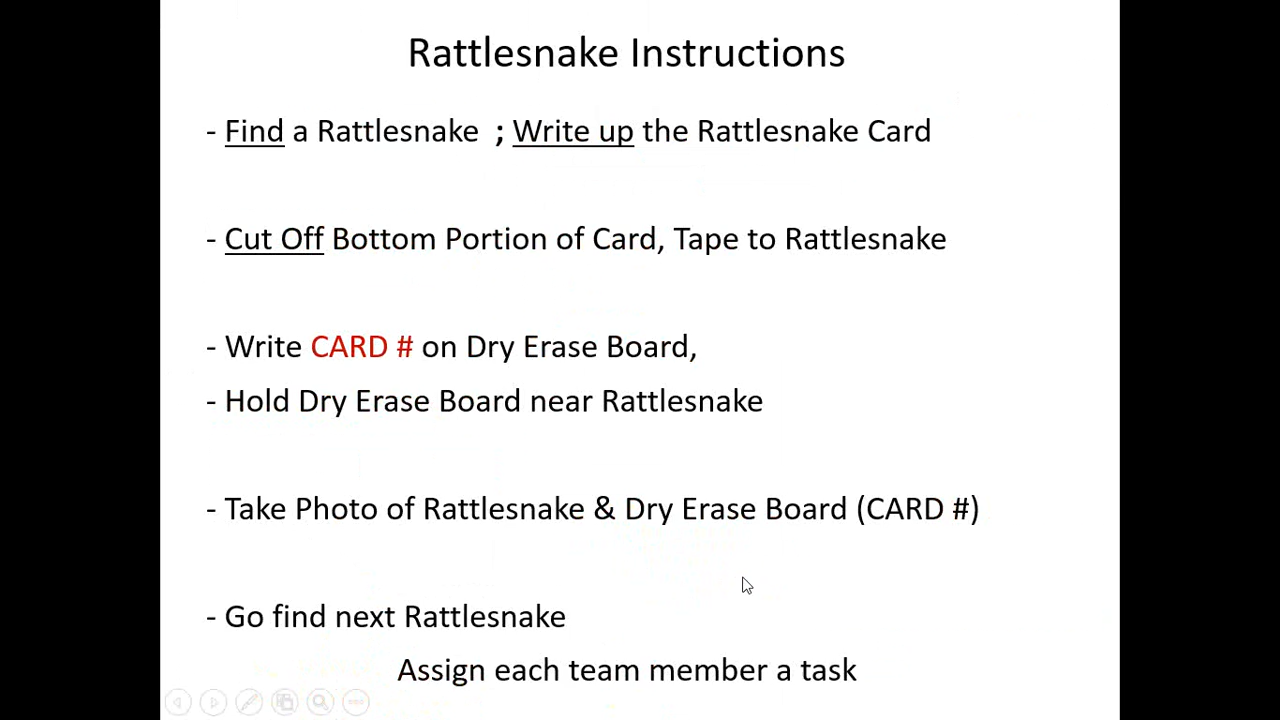 Rattlesnake Instructions
- Find a Rattlesnake ; Write up the Rattlesnake Card
- Cut Off Bottom Portion of Card, Tape to Rattlesnake
- Write CARD # on Dry Erase Board,
- Hold Dry Erase Board near Rattlesnake
- Take Photo of Rattlesnake & Dry Erase Board (CARD #)
- Go find next Rattlesnake
Assign each team member a task